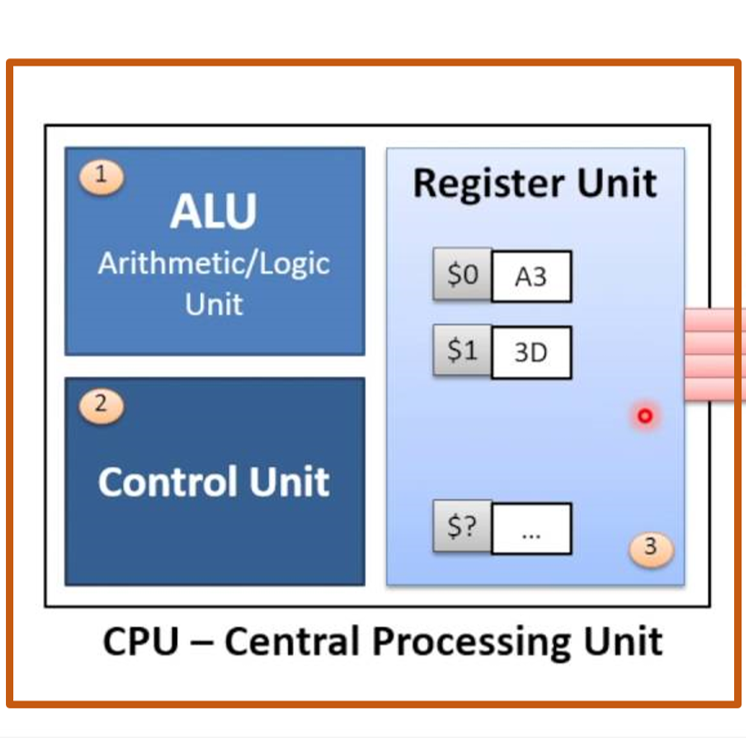 1
ALU
Arithmetic/Logic
Unit
2
Control Unit
Register Unit
$0 A3
$1 3D
$? ...
3
CPU – Central Processing Unit